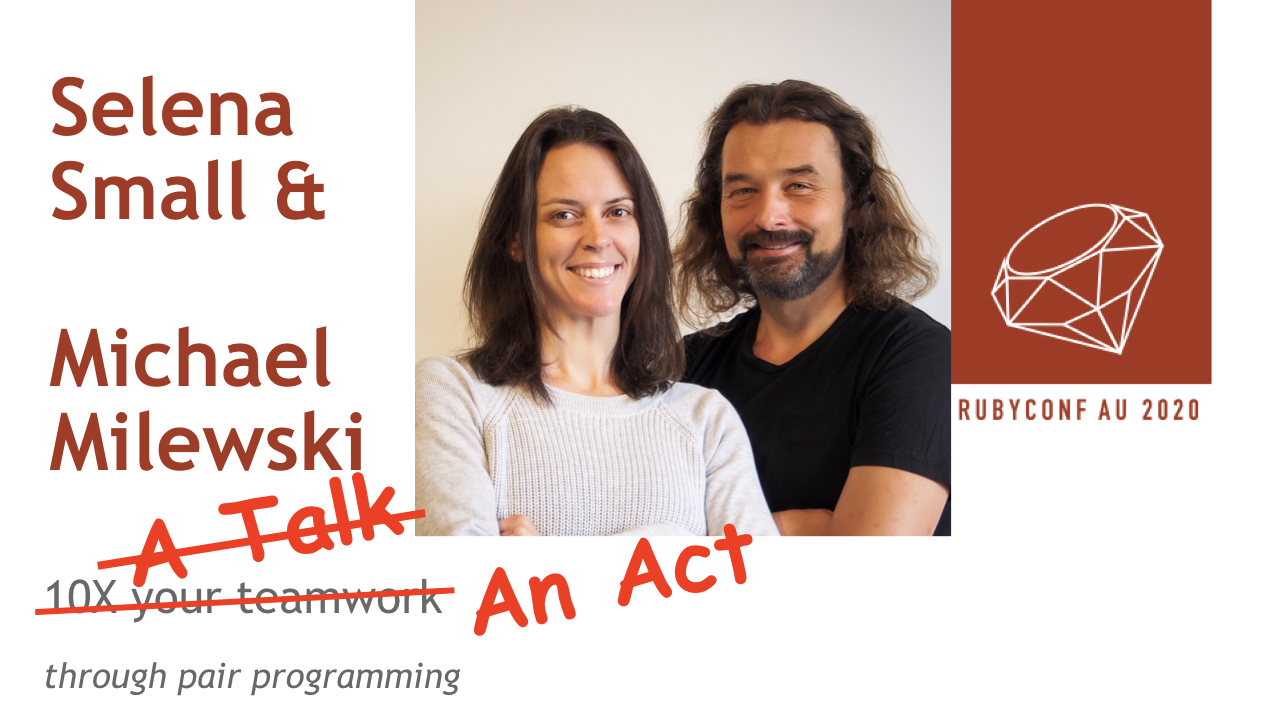 Selena
Small &
Michael
Milewski
A Talk
10X your teamwork
An Act
through pair programming
RUBYCONF AU 2020